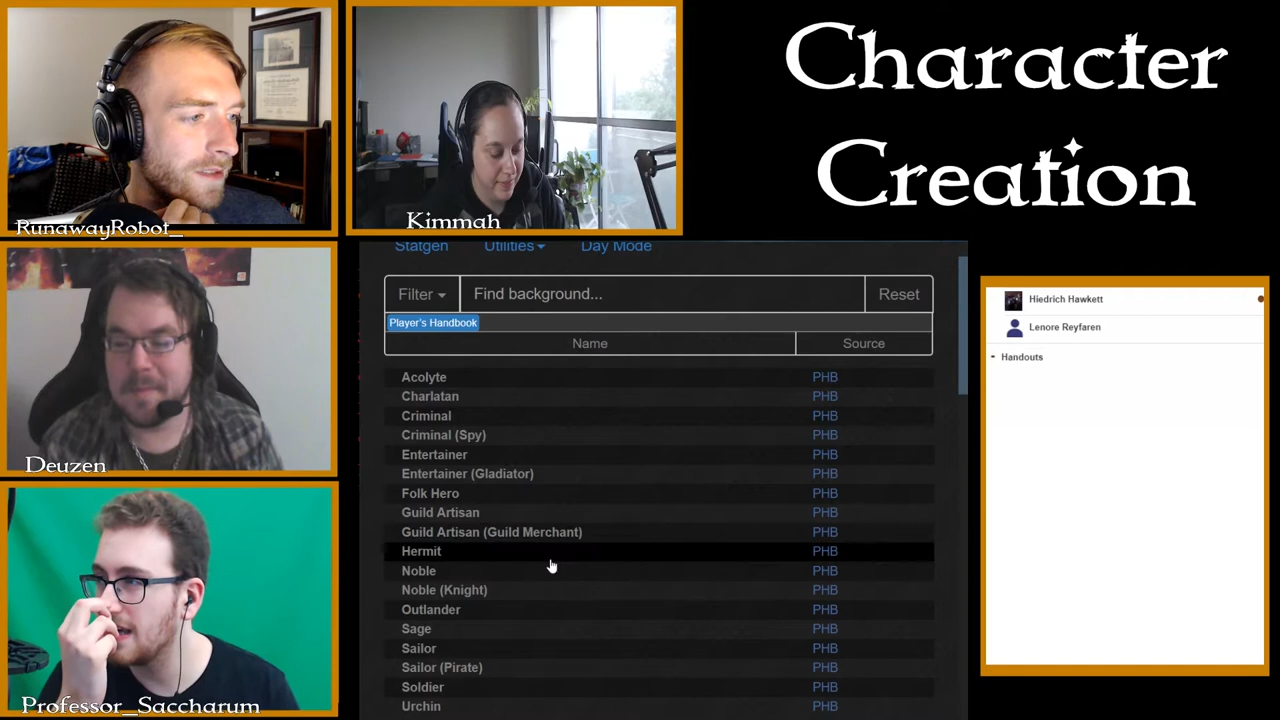 Character
Creation
RunawayRobot_
Kimmah
Deuzen
Professor_Saccharum
Statgen Utilities Day Mode
Filter Find background... Reset
Player's Handbook
Name Source
Acolyte PHB
Charlatan PHB
Criminal PHB
Criminal (Spy) PHB
Entertainer PHB
Entertainer (Gladiator) PHB
Folk Hero PHB
Guild Artisan PHB
Guild Artisan (Guild Merchant) PHB
Hermit PHB
Noble PHB
Noble (Knight) PHB
Outlander PHB
Sage PHB
Sailor PHB
Sailor (Pirate) PHB
Soldier PHB
Urchin PHB
Hiedrich Hawkett
Lenore Reyfaren
Handouts